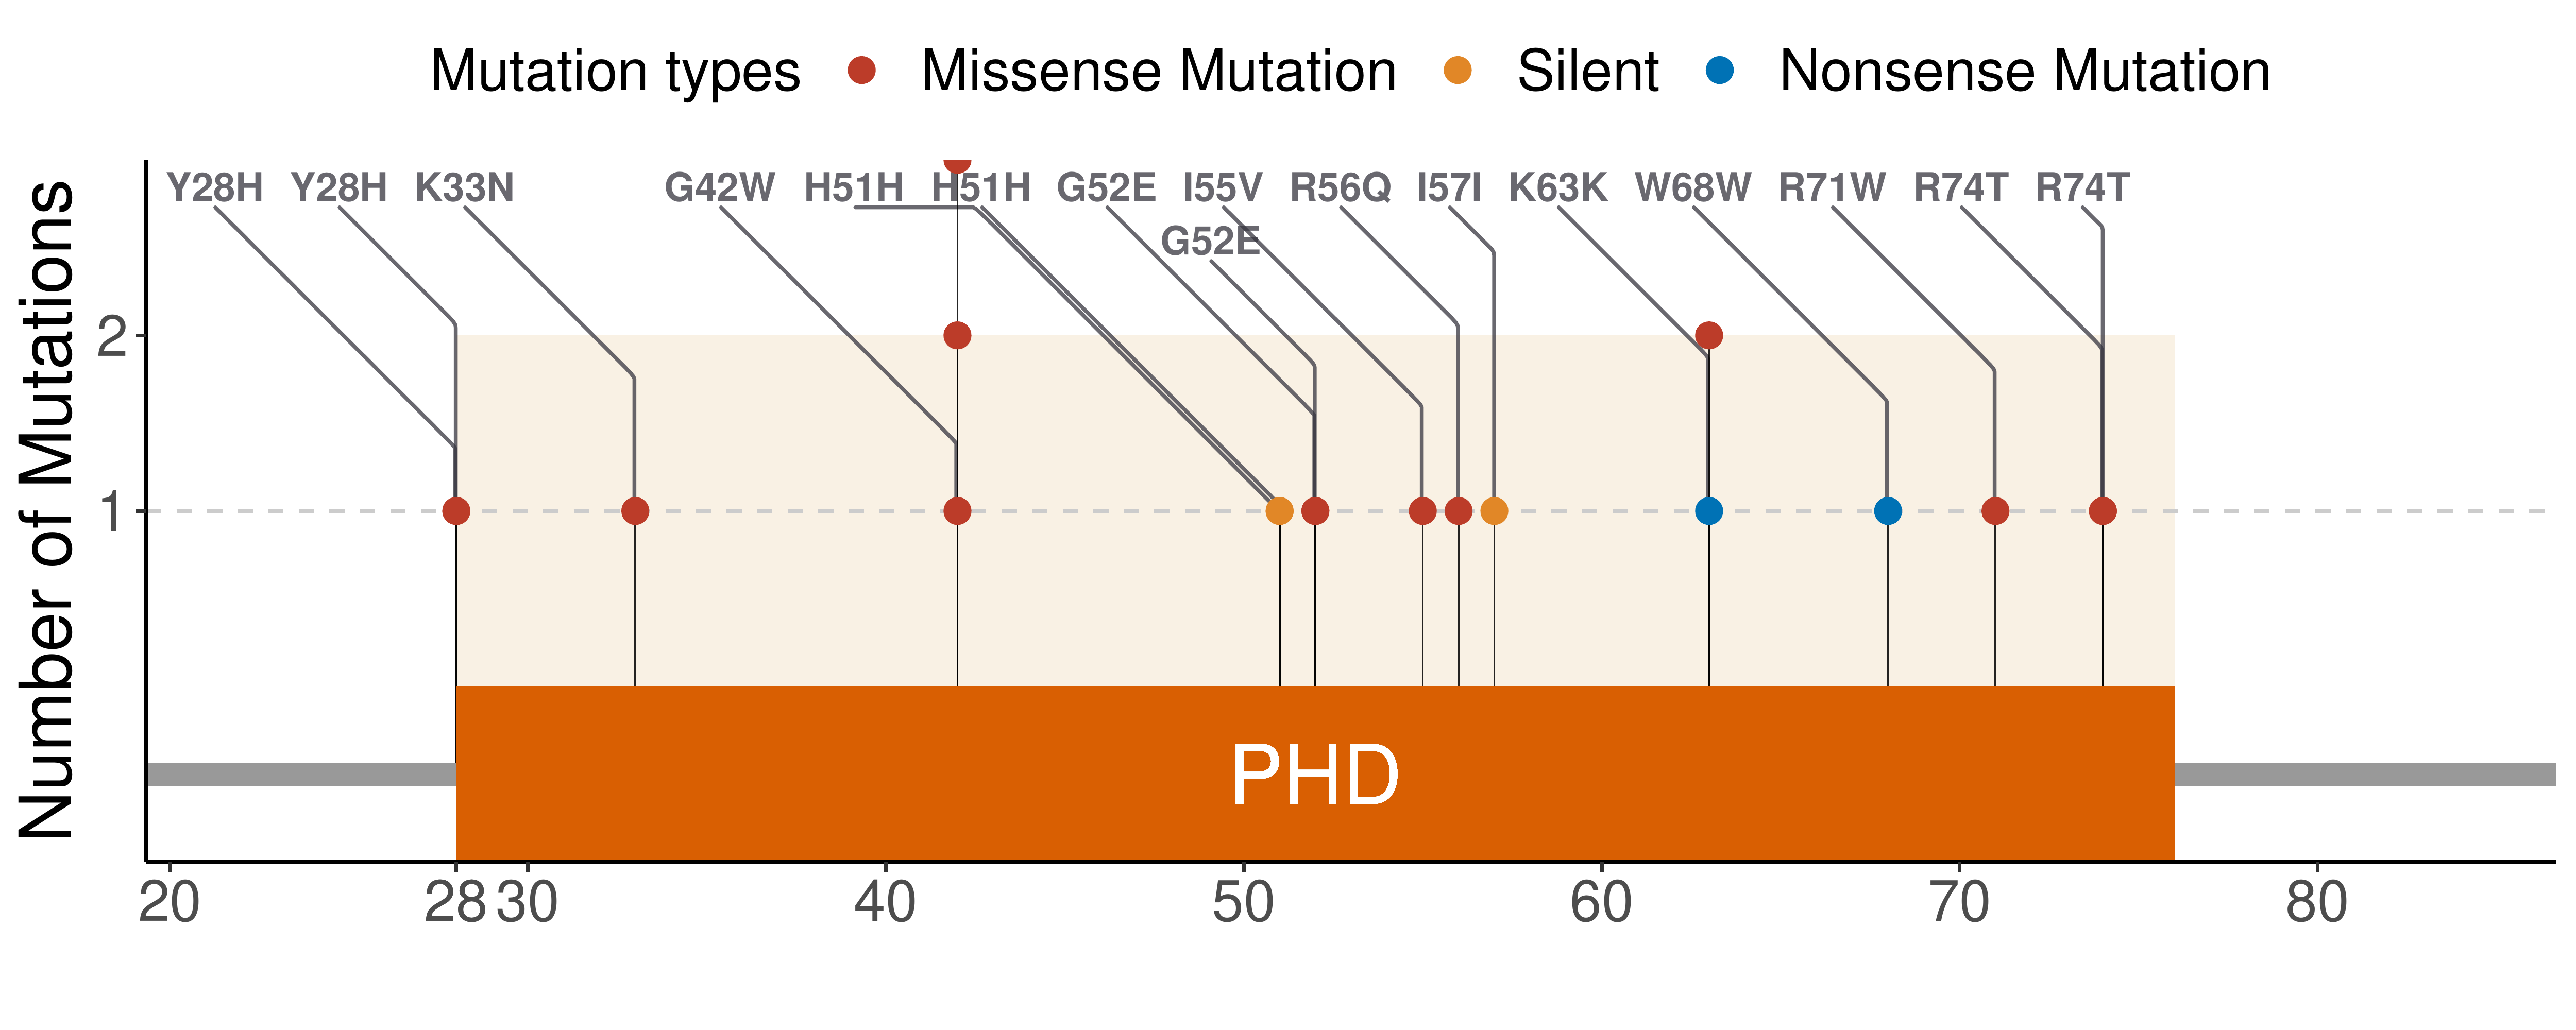 Mutation types Missense Mutation Silent Nonsense Mutation
Y28H Y28H K33N G42W H51H H51H G52E I55V R56Q I57I K63K W68W R71W R74T R74T
G52E
Number of Mutations
2
1
PHD
20 28 30 40 50 60 70 80